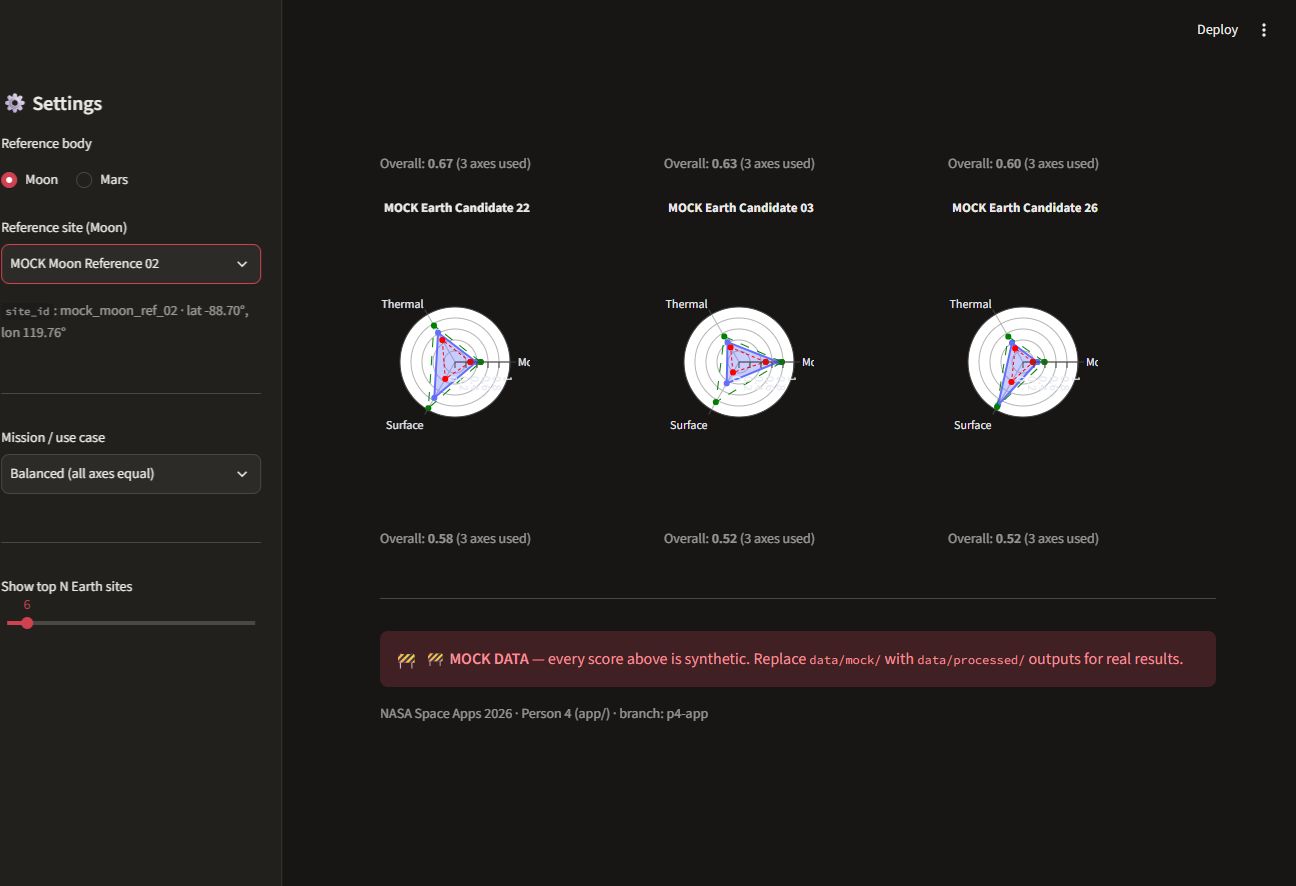 Deploy
Settings
Reference body
Moon
Mars
Reference site (Moon)
MOCK Moon Reference 02
site_id : mock_moon_ref_02 · lat -88.70°,
lon 119.76°
Mission / use case
Balanced (all axes equal)
Show top N Earth sites
6
Overall: 0.67 (3 axes used)
Overall: 0.63 (3 axes used)
Overall: 0.60 (3 axes used)
MOCK Earth Candidate 22
MOCK Earth Candidate 03
MOCK Earth Candidate 26
Thermal
Mc
Surface
Thermal
Mc
Surface
Thermal
Mc
Surface
Overall: 0.58 (3 axes used)
Overall: 0.52 (3 axes used)
Overall: 0.52 (3 axes used)
MOCK DATA — every score above is synthetic. Replace data/mock/ with data/processed/ outputs for real results.
NASA Space Apps 2026 · Person 4 (app/) · branch: p4-app